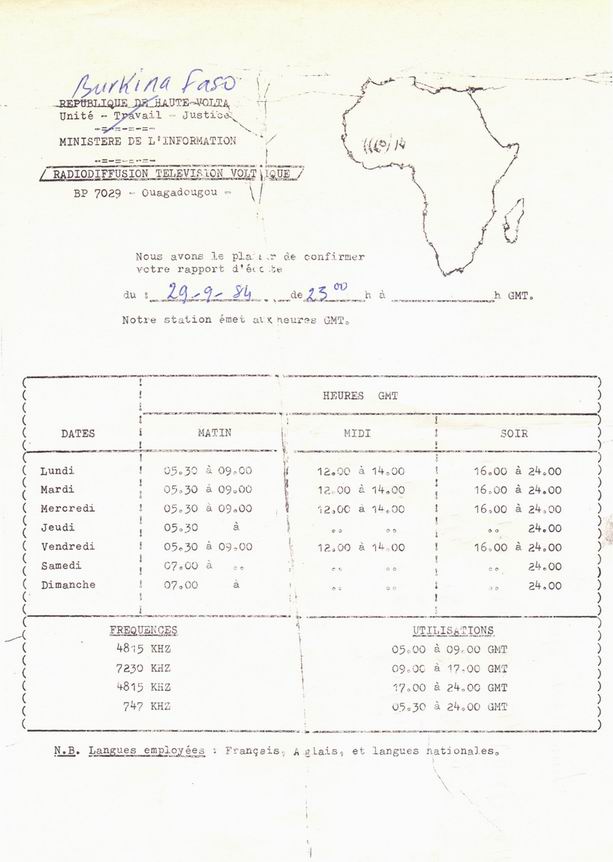 Burkina Faso
REPUBLIQUE DE HAUTE-VOLTA
Unité - Travail - Justice
-=-=-=-=-
MINISTERE DE L'INFORMATION
-=-=-=-=-
RADIODIFFUSION TELEVISION VOLTAIQUE
BP 7029 - Ouagadougou -
Nous avons le plaisir de confirmer
votre rapport d'écoute
du : 29-9-84 de 23 00 h à h GMT.
Notre station émet aux heures GMT.
HEURES GMT
DATES MATIN MIDI SOIR
Lundi 05.30 à 09.00 12.00 à 14.00 16.00 à 24.00
Mardi 05.30 à 09.00 12.00 à 14.00 16.00 à 24.00
Mercredi 05.30 à 09.00 12.00 à 14.00 16.00 à 24.00
Jeudi 05.30 à .. .. .. 24.00
Vendredi 05.30 à 09.00 12.00 à 14.00 16.00 à 24.00
Samedi 07.00 à .. .. .. .. 24.00
Dimanche 07.00 à .. .. .. 24.00
FREQUENCES UTILISATIONS
4815 KHZ 05.00 à 09.00 GMT
7230 KHZ 09.00 à 17.00 GMT
4815 KHZ 17.00 à 24.00 GMT
747 KHZ 05.30 à 24.00 GMT
N.B. Langues employées : Français, Aglais, et langues nationales.